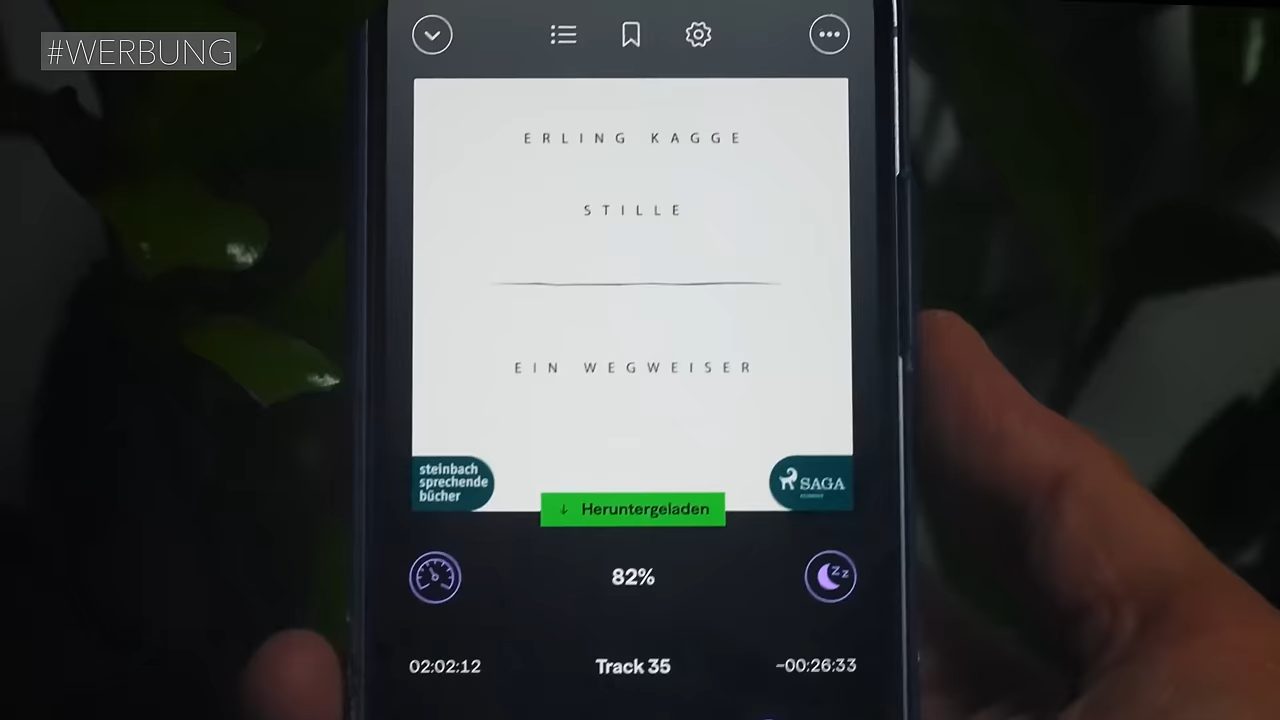 #WERBUNG
ERLING KAGGE
STILLE
EIN WEGWEISER
steinbach
sprechende
bücher
SAGA
Heruntergeladen
82%
zz
02:02:12
Track 35
-00:26:33